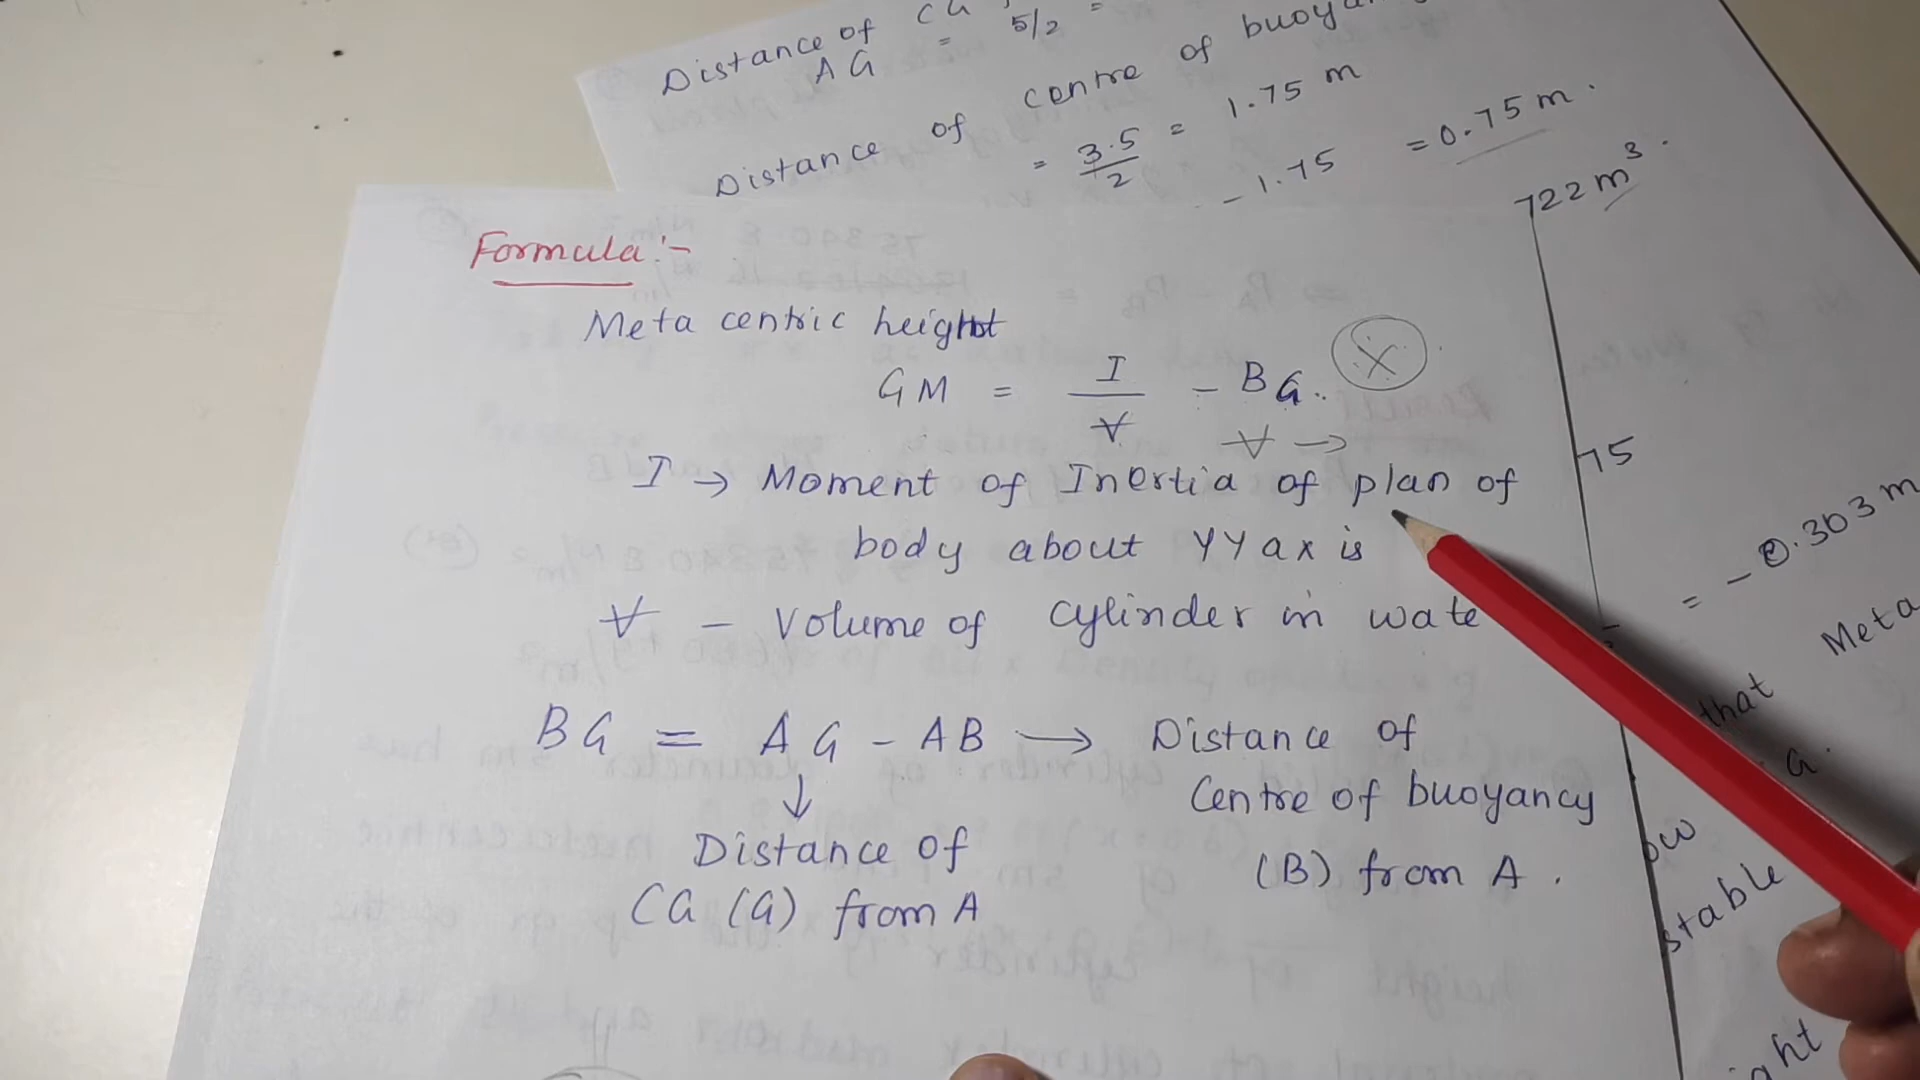 Distance of CG
AG = 5/2 =
Distance of centre of
= 3.5/2 = 1.75 m
- 1.75 = 0.75 m.
722 m³.
Formula :-
Meta centric height
GM = I/V - BG. X
V →
I → Moment of Inertia of plan of
body about YY axis
V - Volume of cylinder in wate
BG = AG - AB → Distance of
↓ Centre of buoyancy
Distance of (B) from A.
CG (G) from A
75
= -0.303 m
Meta
that
G.
stable